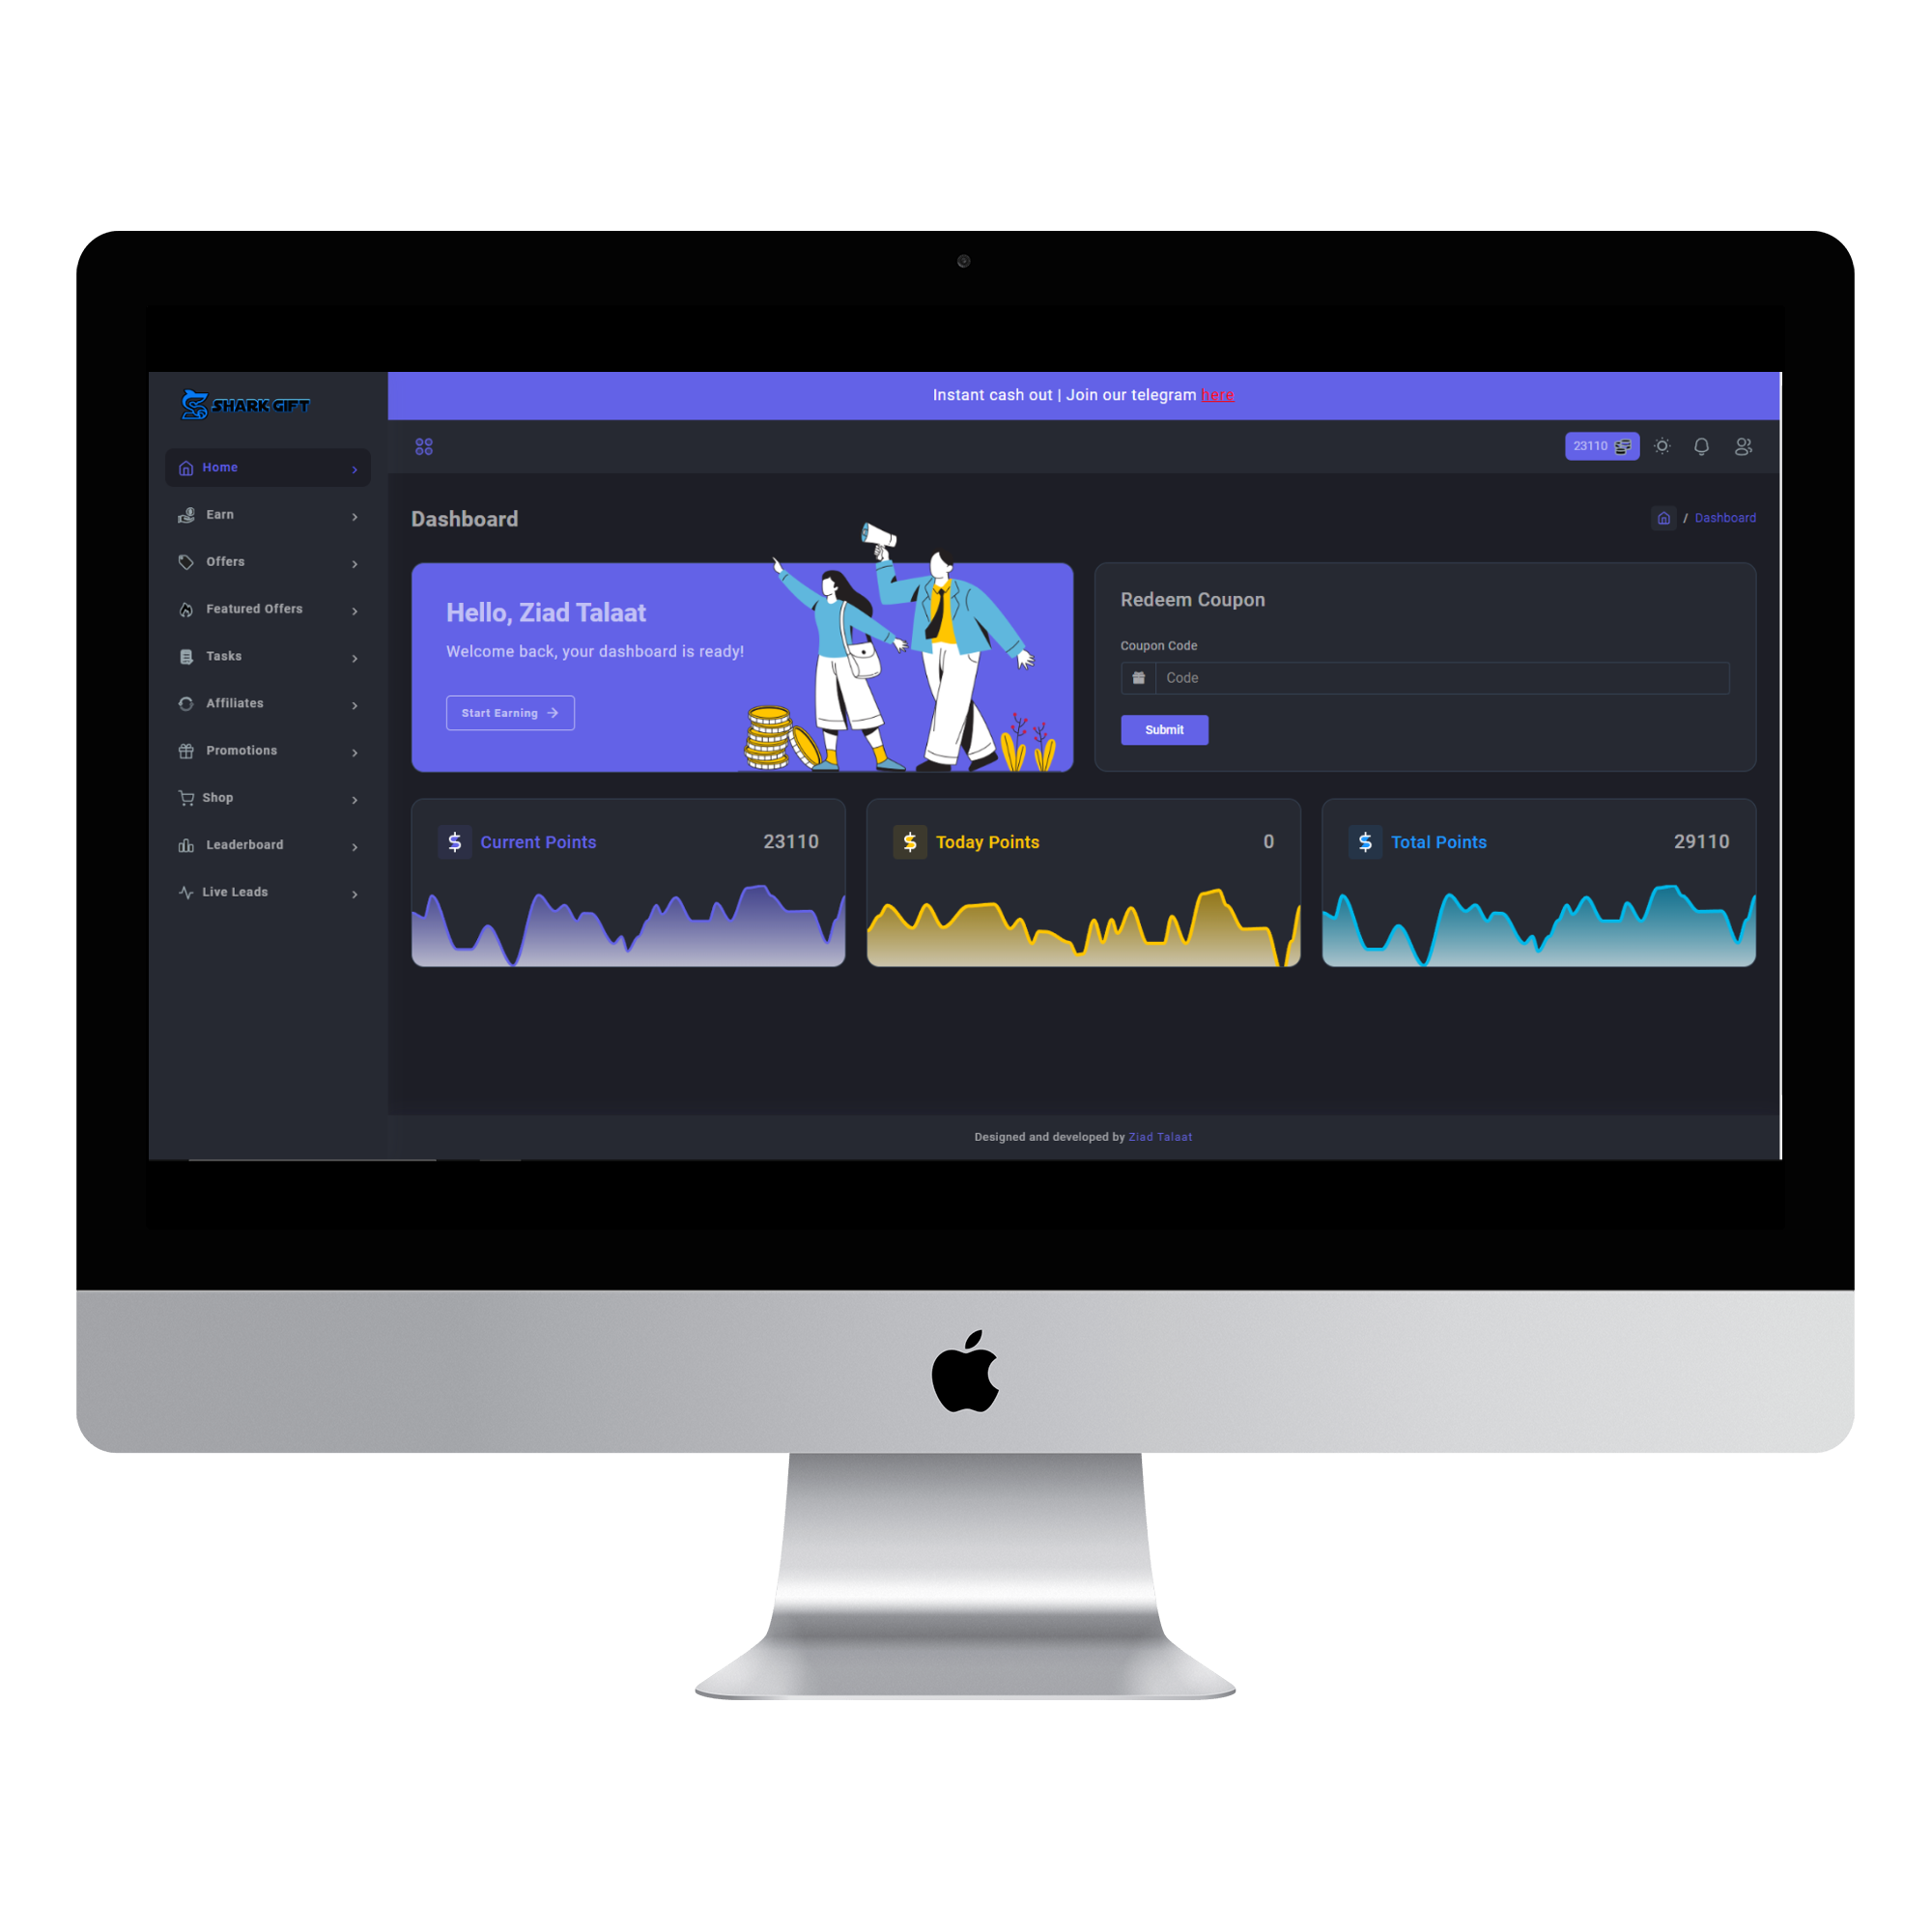 SHARK GIFT
Instant cash out | Join our telegram here
23110
Home
Earn
Offers
Featured Offers
Tasks
Affiliates
Promotions
Shop
Leaderboard
Live Leads
Dashboard
/ Dashboard
Hello, Ziad Talaat
Welcome back, your dashboard is ready!
Start Earning →
Redeem Coupon
Coupon Code
Code
Submit
$ Current Points 23110
$ Today Points 0
$ Total Points 29110
Designed and developed by Ziad Talaat